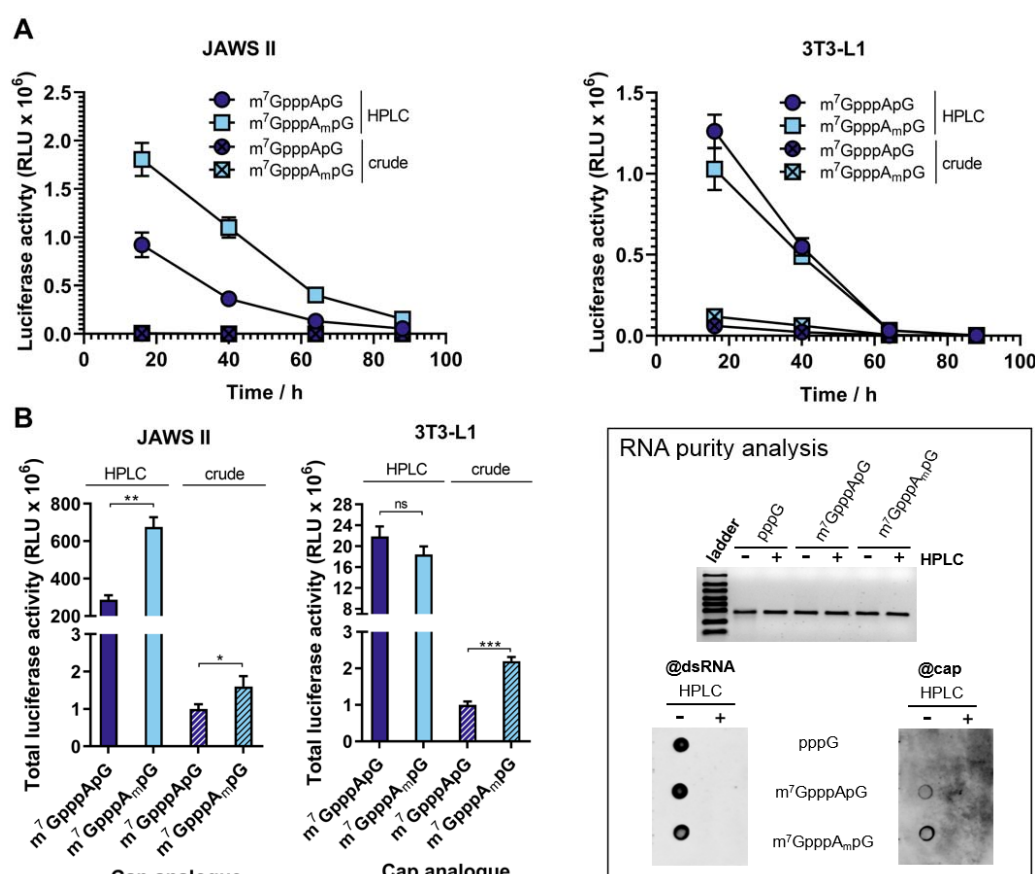 A
JAWS II
Luciferase activty (RLU x 10⁶)
2.5
2.0
1.5
1.0
0.5
0.0
0 20 40 60 80 100
Time / h
m⁷GpppApG
m⁷GpppAₘpG
HPLC
m⁷GpppApG
m⁷GpppAₘpG
crude
3T3-L1
Luciferase activity (RLU x 10⁶)
1.5
1.0
0.5
0.0
0 20 40 60 80 100
Time / h
m⁷GpppApG
m⁷GpppAₘpG
HPLC
m⁷GpppApG
m⁷GpppAₘpG
crude
B
JAWS II
HPLC crude
Total luciferase activity (RLU x 10⁶)
800
600
400
200
2
1
0
** *
m⁷GpppApG
m⁷GpppAₘpG
m⁷GpppApG
m⁷GpppAₘpG
Cap analogue
3T3-L1
HPLC crude
Total luciferase activity (RLU x 10⁶)
28
24
20
16
12
8
2
1
0
ns ***
m⁷GpppApG
m⁷GpppAₘpG
m⁷GpppApG
m⁷GpppAₘpG
Cap analogue
RNA purity analysis
ladder pppG m⁷GpppApG m⁷GpppAₘpG
- + - + - + HPLC
@dsRNA
HPLC
- +
@cap
HPLC
- +
pppG
m⁷GpppApG
m⁷GpppAₘpG